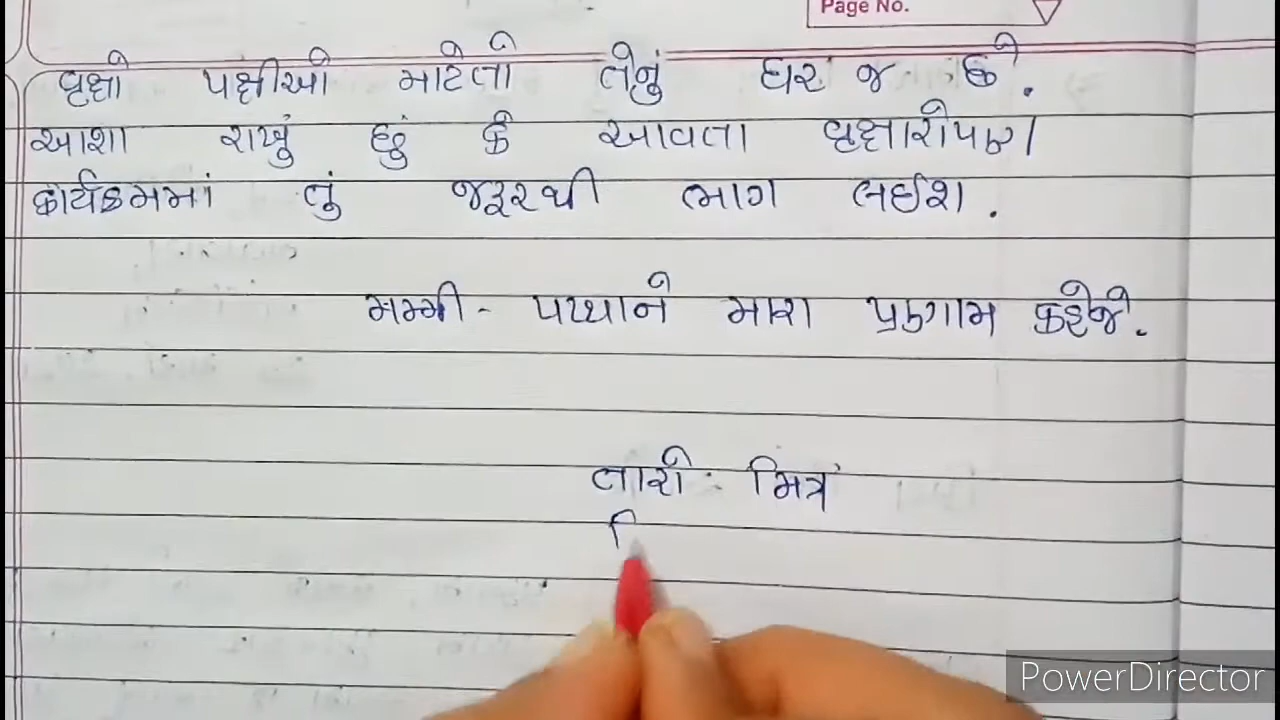 Page No.
વૃક્ષો પક્ષીઓ માટેતો તેનું ઘર જ છે.
આશા રાખું છું કે આવતા વૃક્ષારોપણ
કાર્યક્રમમાં તું જરૂરથી ભાગ લઈશ.
મમ્મી - પપ્પાને મારા પ્રણામ કહેજે.
તારો મિત્ર
PowerDirector